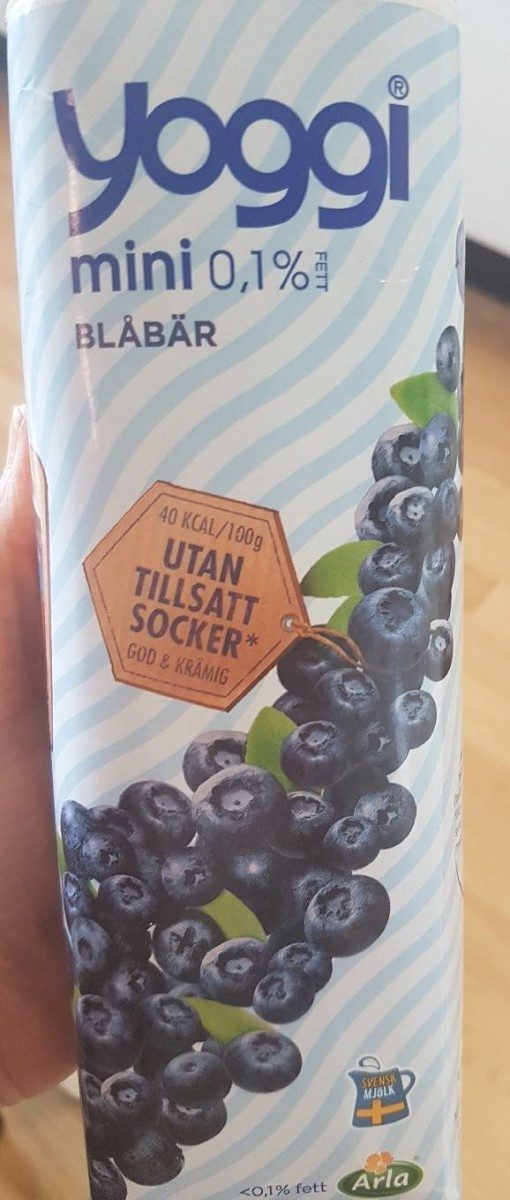 yoggi®
mini 0,1% FETT
BLÅBÄR
40 KCAL/100g
UTAN
TILLSATT
SOCKER*
GOD & KRÄMIG
SVENSK
MJÖLK
<0,1% fett
Arla